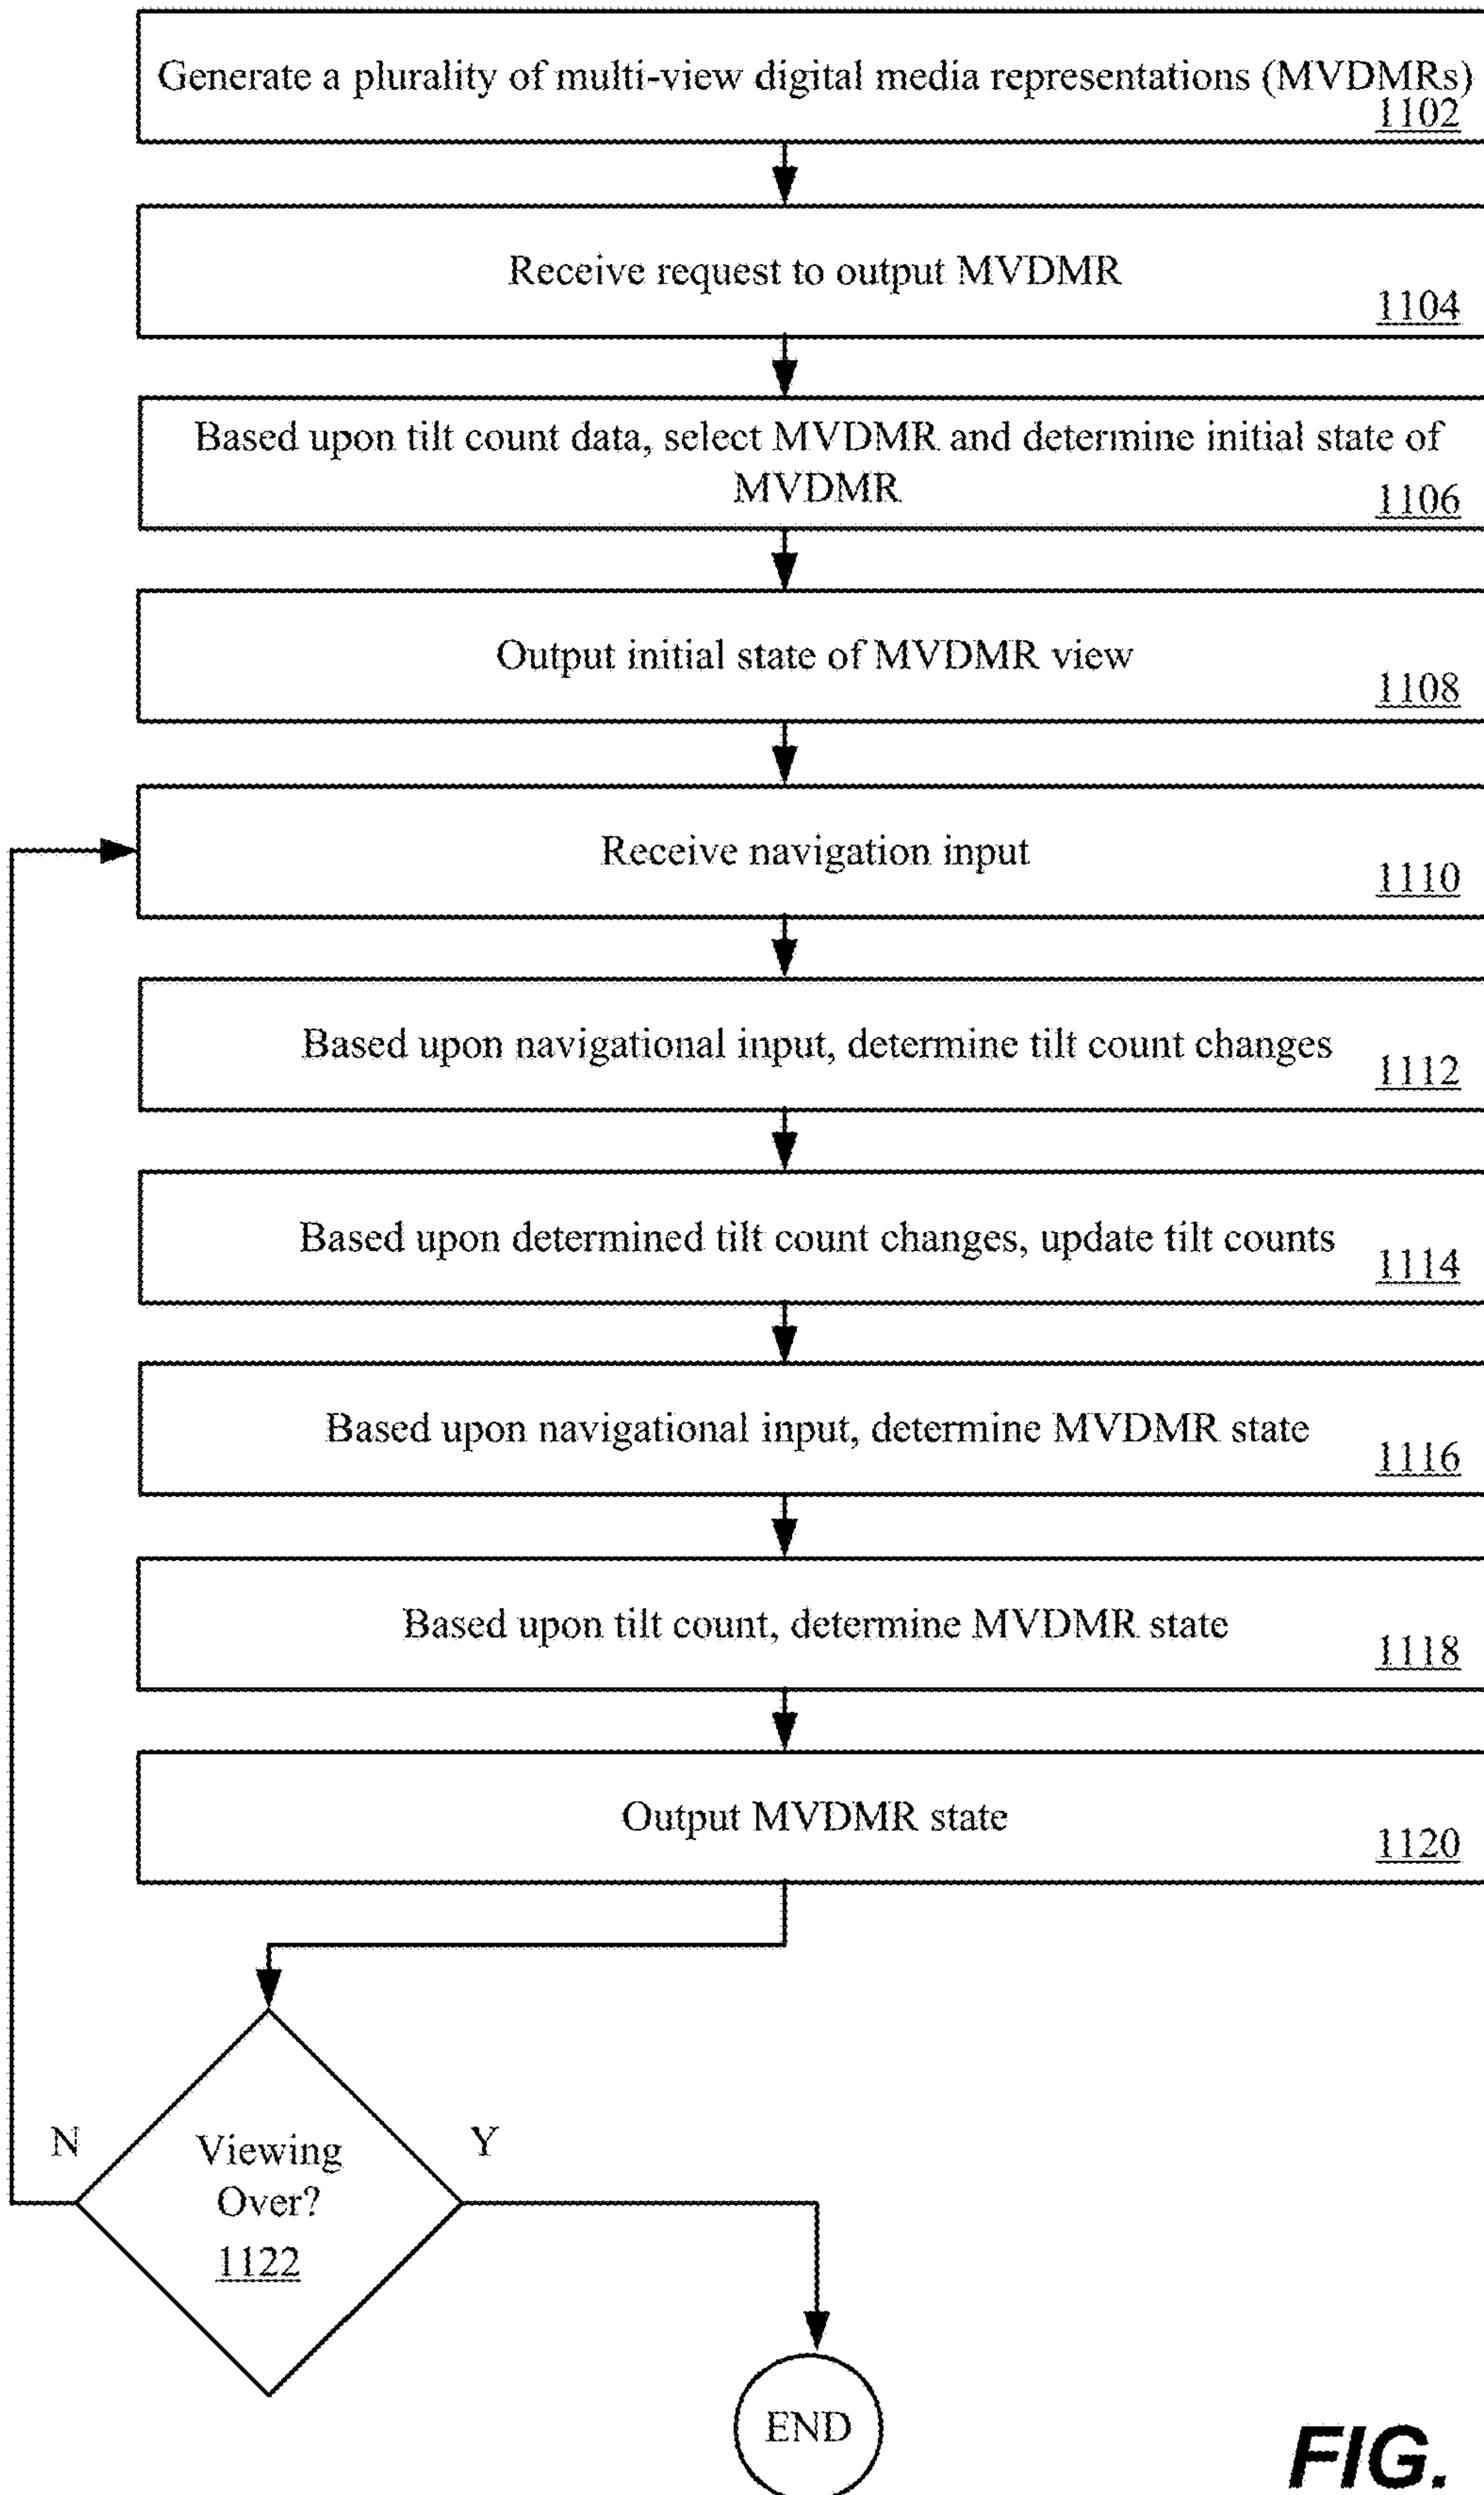 Generate a plurality of multi-view digital media representations (MVDMRs)
1102
Receive request to output MVDMR
1104
Based upon tilt count data, select MVDMR and determine initial state of
MVDMR
1106
Output initial state of MVDMR view
1108
Receive navigation input
1110
Based upon navigational input, determine tilt count changes
1112
Based upon determined tilt count changes, update tilt counts
1114
Based upon navigational input, determine MVDMR state
1116
Based upon tilt count, determine MVDMR state
1118
Output MVDMR state
1120
N
Y
Viewing
Over?
1122
END
FIG.